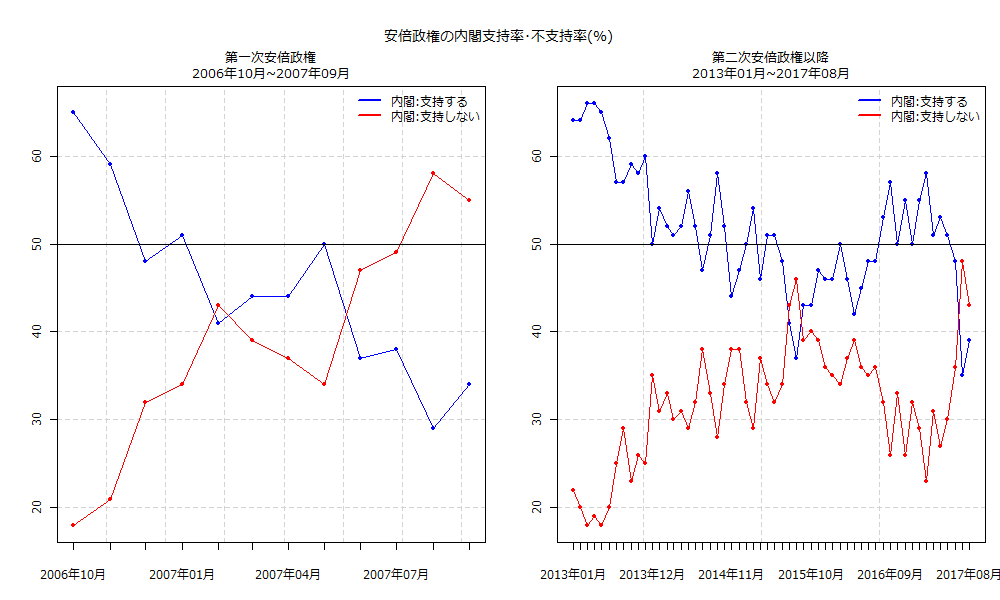 安倍政権の内閣支持率･不支持率(%)
第一次安倍政権
2006年10月~2007年09月
内閣:支持する
内閣:支持しない
60
50
40
30
20
2006年10月
2007年01月
2007年04月
2007年07月
第二次安倍政権以降
2013年01月~2017年08月
内閣:支持する
内閣:支持しない
60
50
40
30
20
2013年01月
2013年12月
2014年11月
2015年10月
2016年09月
2017年08月